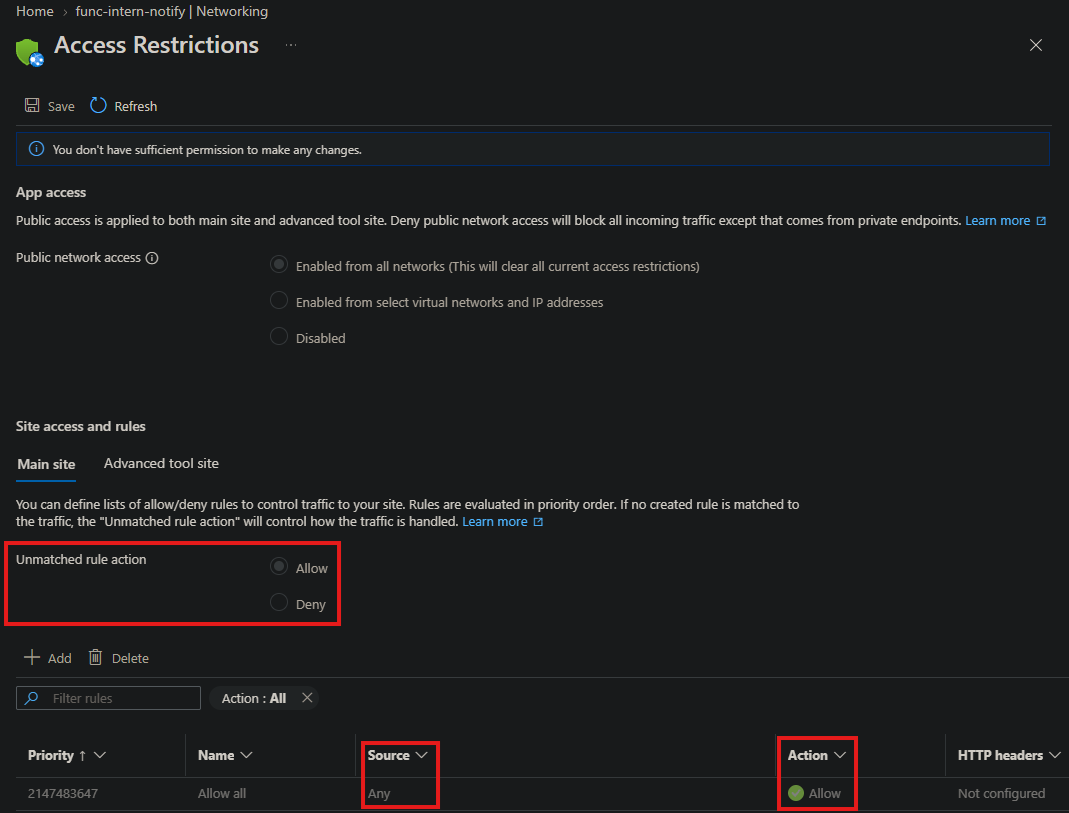 Home > func-intern-notify | Networking
Access Restrictions ...
Save Refresh
You don't have sufficient permission to make any changes.
App access
Public access is applied to both main site and advanced tool site. Deny public network access will block all incoming traffic except that comes from private endpoints. Learn more
Public network access
Enabled from all networks (This will clear all current access restrictions)
Enabled from select virtual networks and IP addresses
Disabled
Site access and rules
Main site Advanced tool site
You can define lists of allow/deny rules to control traffic to your site. Rules are evaluated in priority order. If no created rule is matched to
the traffic, the "Unmatched rule action" will control how the traffic is handled. Learn more
Unmatched rule action
Allow
Deny
Add Delete
Filter rules Action : All
Priority ↑ Name Source Action HTTP headers
2147483647 Allow all Any Allow Not configured